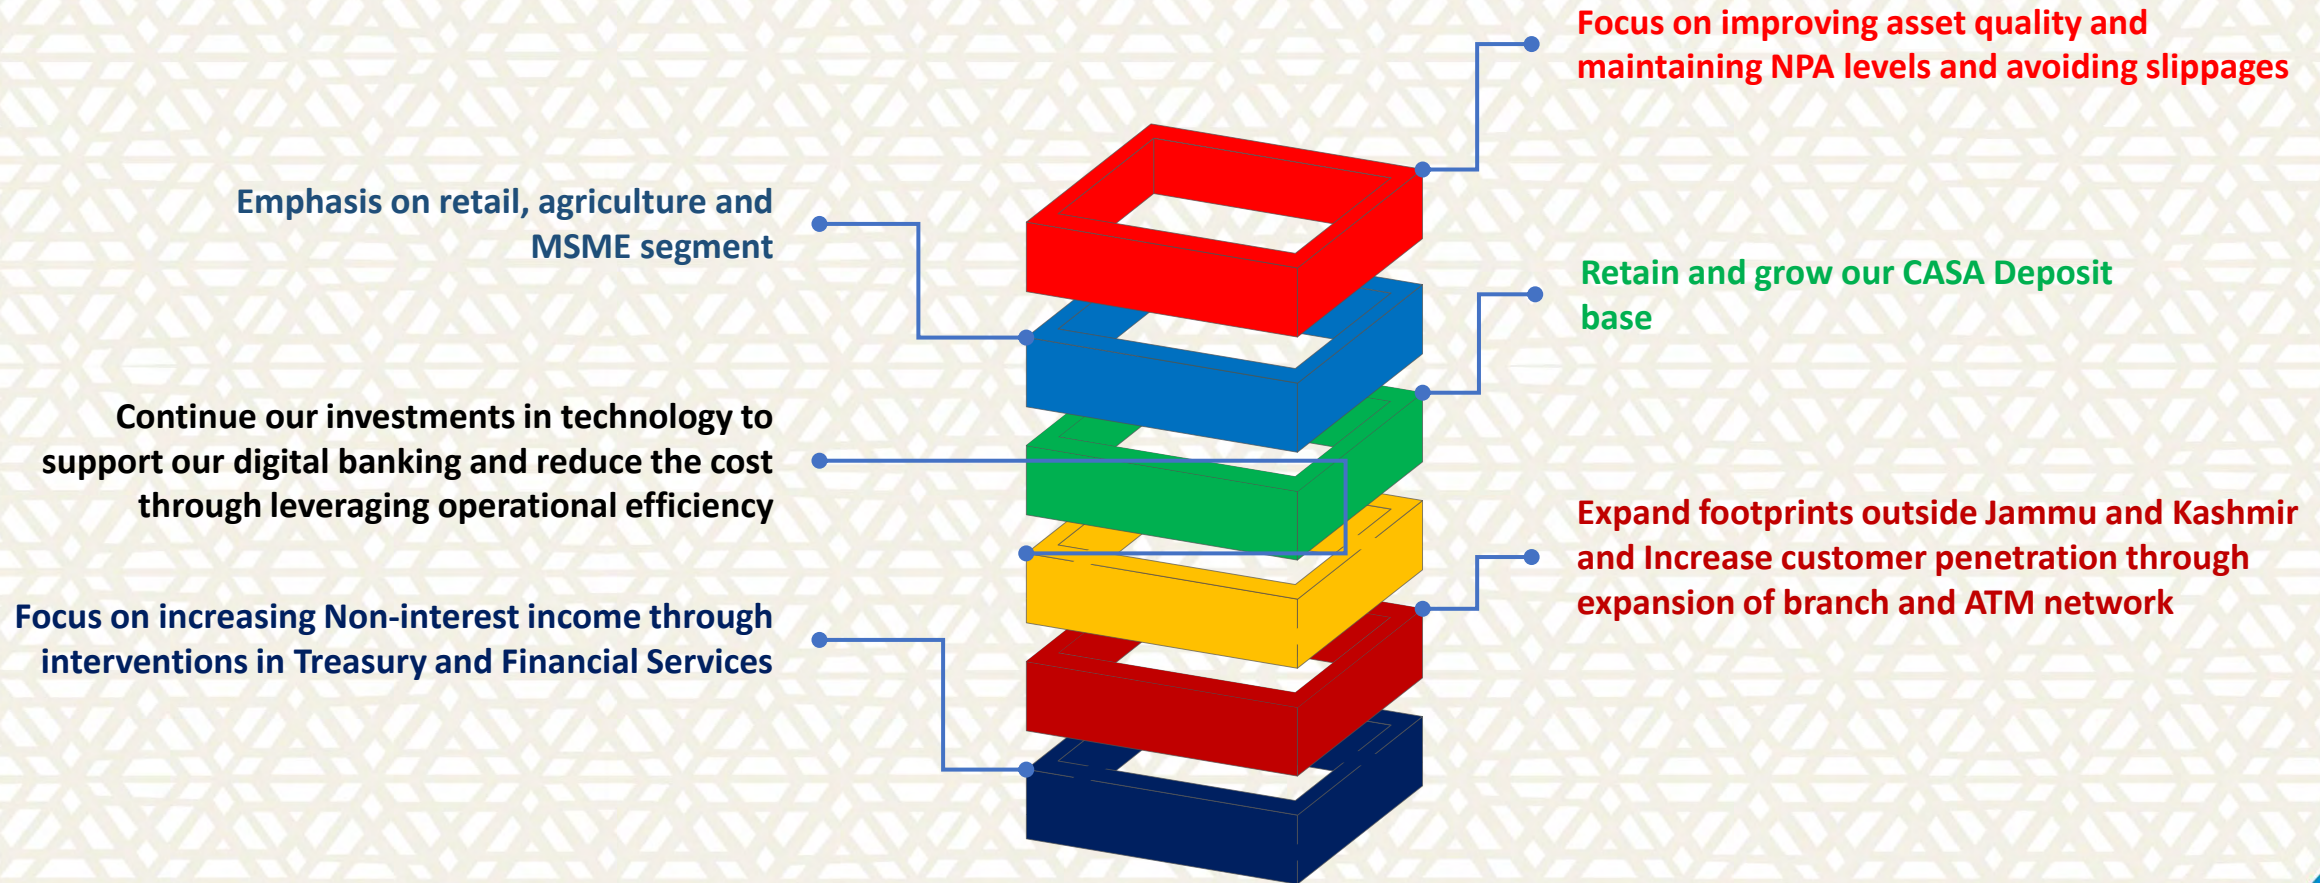 Focus on improving asset quality and
maintaining NPA levels and avoiding slippages
Emphasis on retail, agriculture and
MSME segment
Retain and grow our CASA Deposit
base
Continue our investments in technology to
support our digital banking and reduce the cost
through leveraging operational efficiency
Expand footprints outside Jammu and Kashmir
and Increase customer penetration through
expansion of branch and ATM network
Focus on increasing Non-interest income through
interventions in Treasury and Financial Services